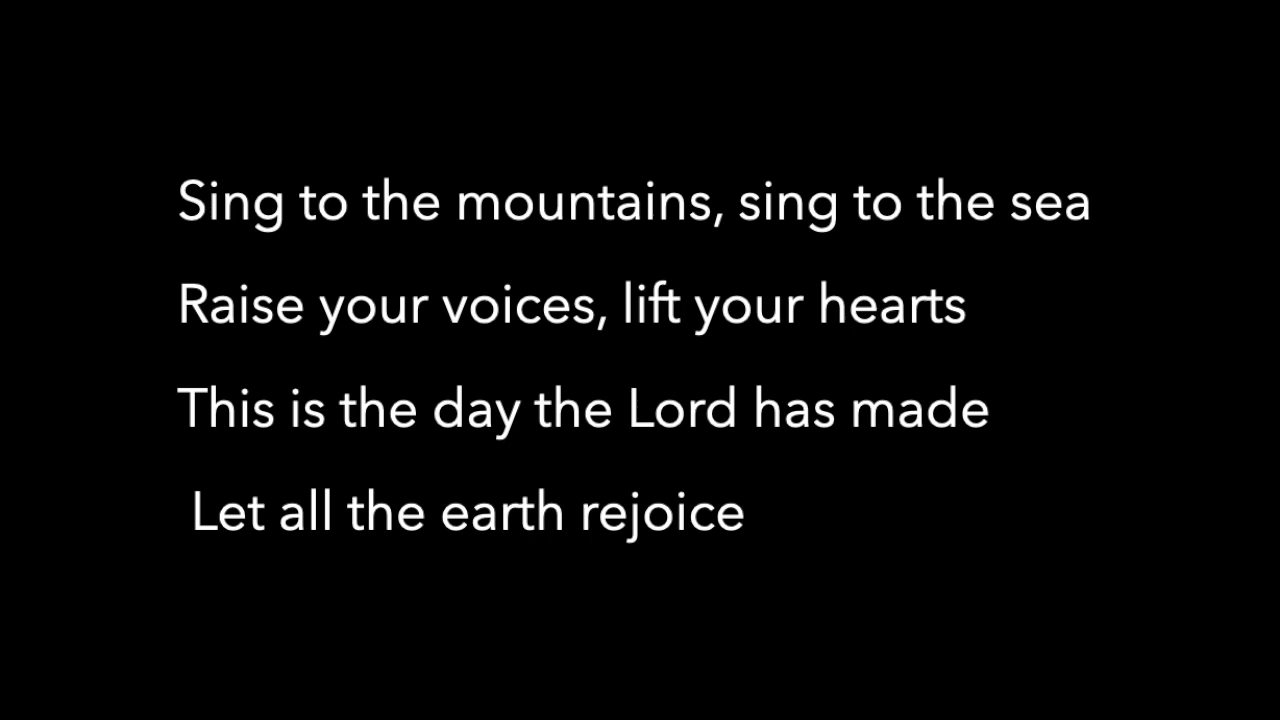 Sing to the mountains, sing to the sea
Raise your voices, lift your hearts
This is the day the Lord has made
Let all the earth rejoice